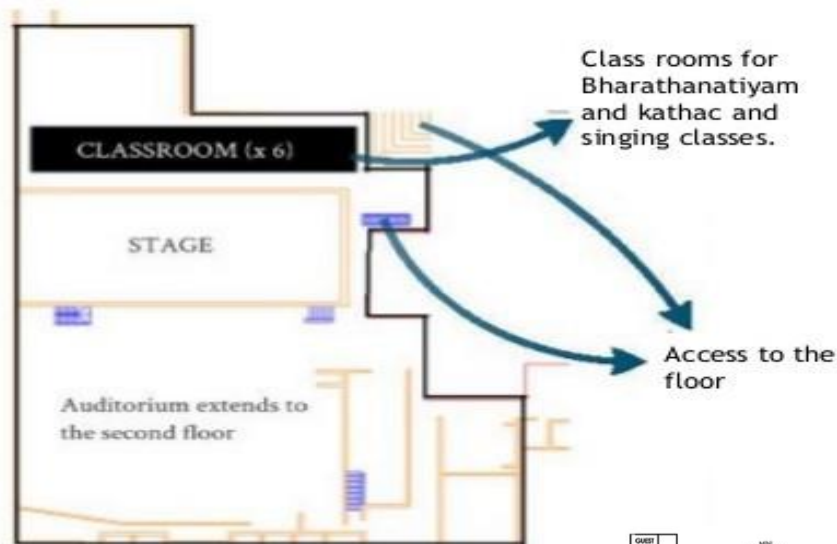 Class rooms for
Bharathanatiyam
and kathac and
singing classes.
CLASSROOM (x 6)
STAGE
Access to the
floor
Auditorium extends to
the second floor
GUEST